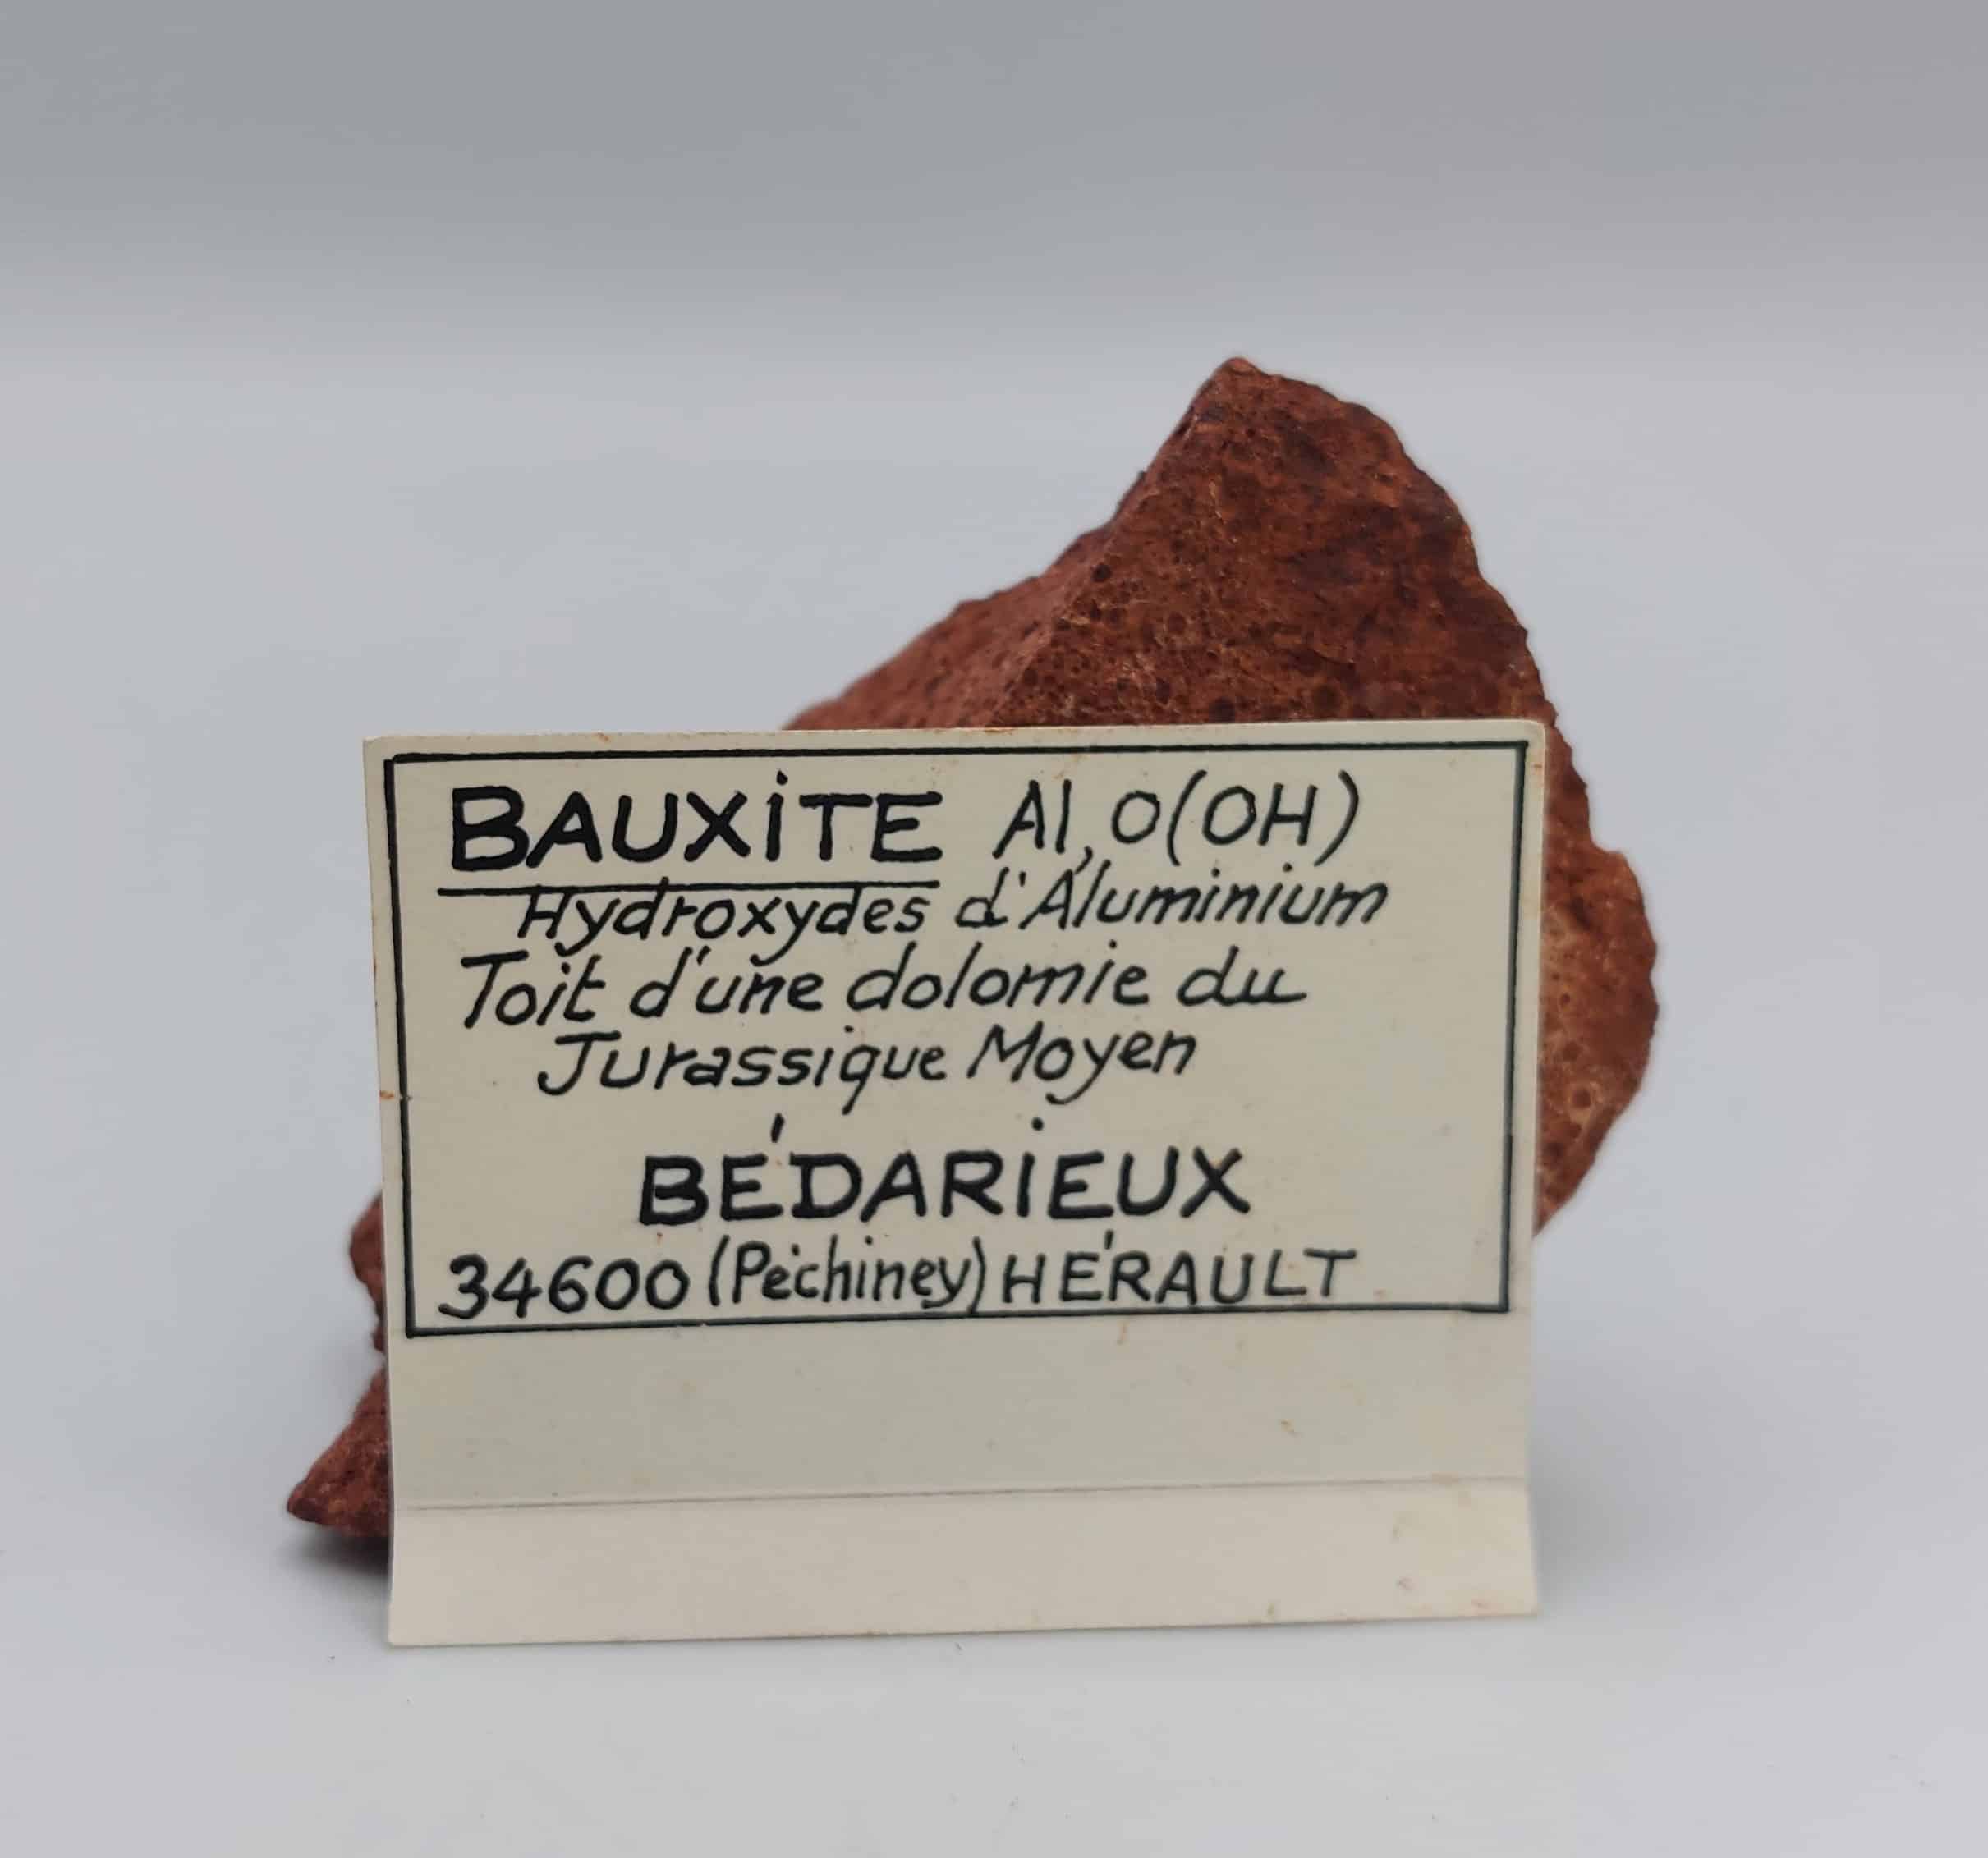 BAUXiTE Al, O(OH)
Hydroxydes d'Aluminium
Toit d'une dolomie du
Jurassique Moyen
BÉDARIEUX
34600 (Péchiney) HÉRAULT